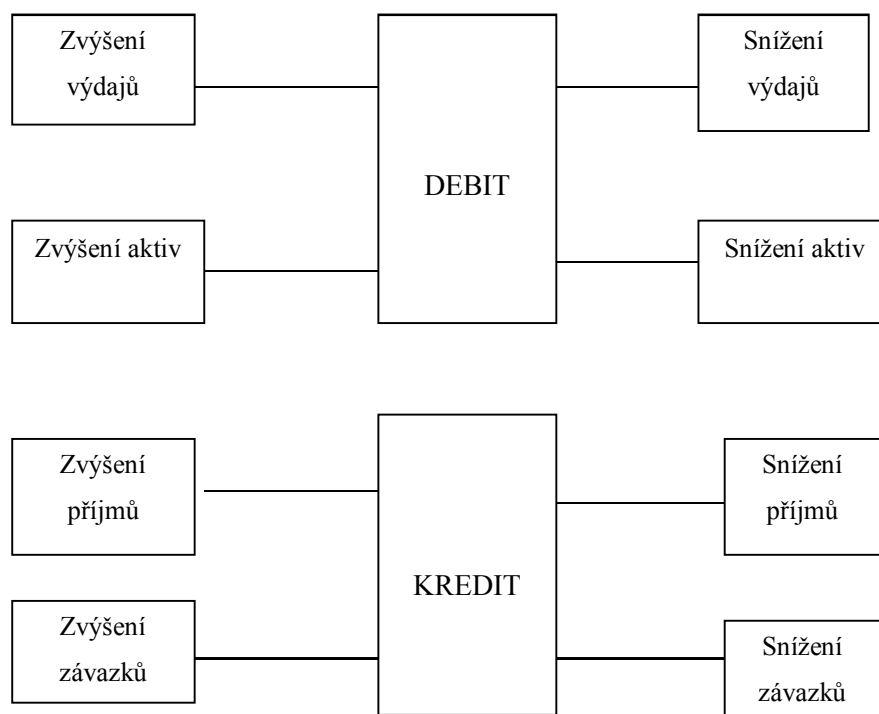 Zvýšení
výdajů
Snížení
výdajů
DEBIT
Zvýšení aktiv
Snížení aktiv
Zvýšení
příjmů
Snížení
příjmů
KREDIT
Zvýšení
závazků
Snížení
závazků